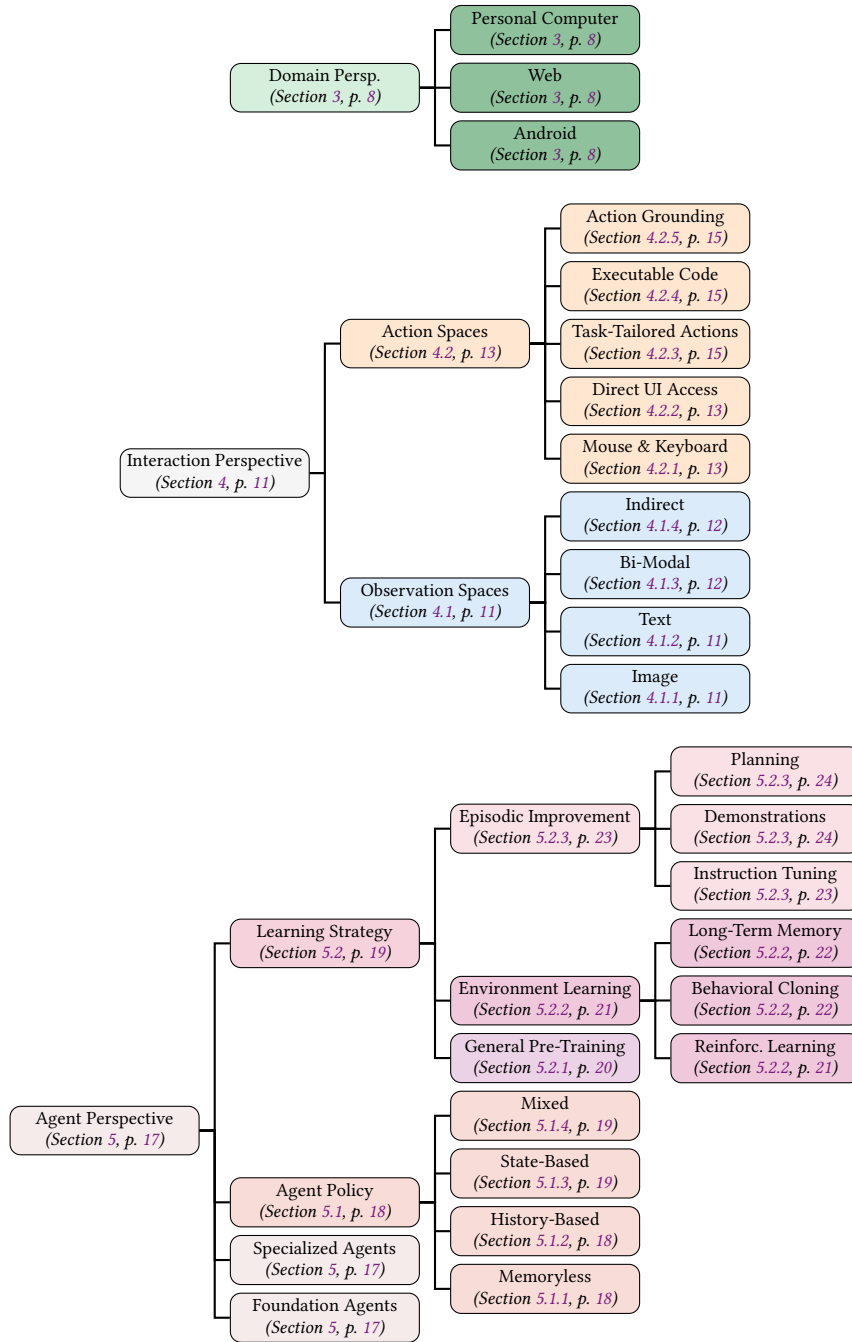 Personal Computer
(Section 3, p. 8)
Domain Persp.
(Section 3, p. 8)
Web
(Section 3, p. 8)
Android
(Section 3, p. 8)
Action Grounding
(Section 4.2.5, p. 15)
Executable Code
(Section 4.2.4, p. 15)
Action Spaces
(Section 4.2, p. 13)
Task-Tailored Actions
(Section 4.2.3, p. 15)
Direct UI Access
(Section 4.2.2, p. 13)
Mouse & Keyboard
(Section 4.2.1, p. 13)
Interaction Perspective
(Section 4, p. 11)
Indirect
(Section 4.1.4, p. 12)
Bi-Modal
(Section 4.1.3, p. 12)
Observation Spaces
(Section 4.1, p. 11)
Text
(Section 4.1.2, p. 11)
Image
(Section 4.1.1, p. 11)
Planning
(Section 5.2.3, p. 24)
Episodic Improvement
(Section 5.2.3, p. 23)
Demonstrations
(Section 5.2.3, p. 24)
Instruction Tuning
(Section 5.2.3, p. 23)
Learning Strategy
(Section 5.2, p. 19)
Long-Term Memory
(Section 5.2.2, p. 22)
Environment Learning
(Section 5.2.2, p. 21)
Behavioral Cloning
(Section 5.2.2, p. 22)
General Pre-Training
(Section 5.2.1, p. 20)
Reinforc. Learning
(Section 5.2.2, p. 21)
Agent Perspective
(Section 5, p. 17)
Mixed
(Section 5.1.4, p. 19)
State-Based
(Section 5.1.3, p. 19)
Agent Policy
(Section 5.1, p. 18)
History-Based
(Section 5.1.2, p. 18)
Specialized Agents
(Section 5, p. 17)
Memoryless
(Section 5.1.1, p. 18)
Foundation Agents
(Section 5, p. 17)